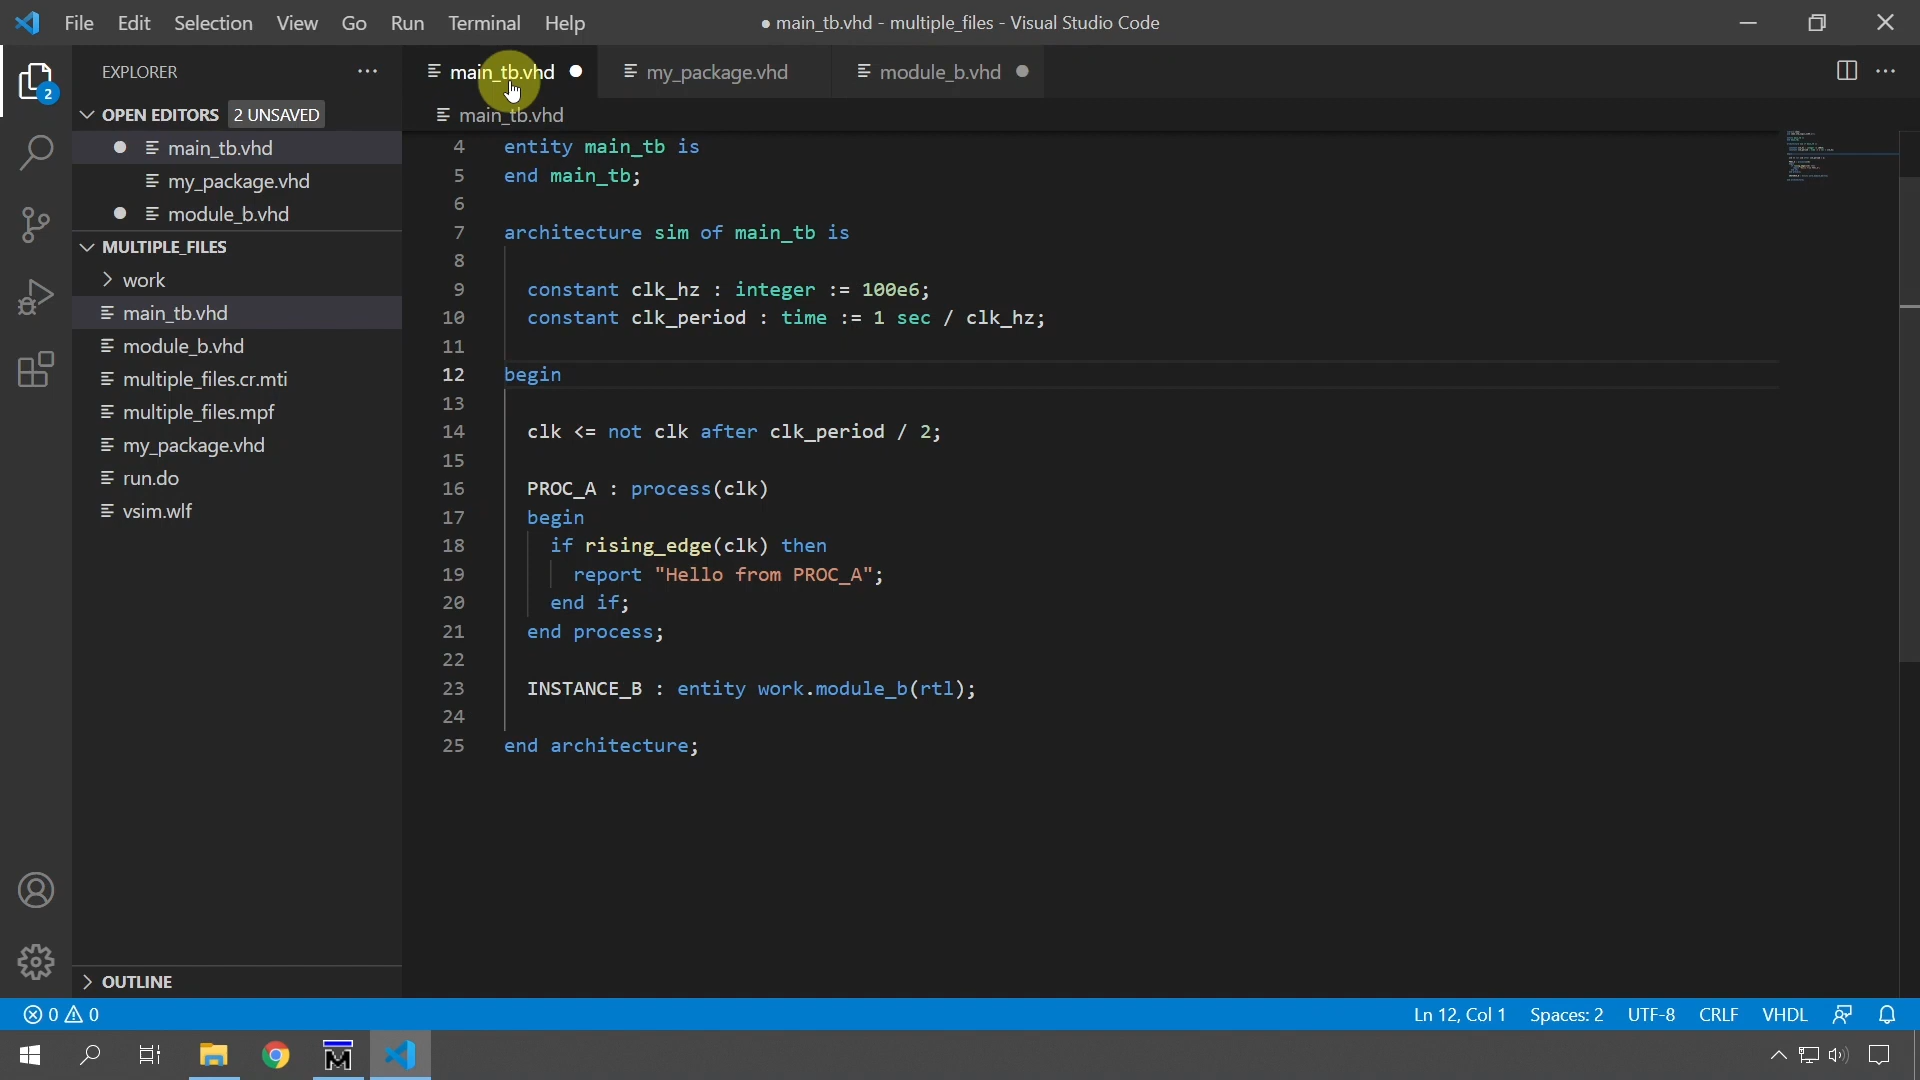 File Edit Selection View Go Run Terminal Help
● main_tb.vhd - multiple_files - Visual Studio Code
EXPLORER
OPEN EDITORS 2 UNSAVED
main_tb.vhd
my_package.vhd
module_b.vhd
MULTIPLE_FILES
work
main_tb.vhd
module_b.vhd
multiple_files.cr.mti
multiple_files.mpf
my_package.vhd
run.do
vsim.wlf
OUTLINE
2
main_tb.vhd my_package.vhd module_b.vhd
main_tb.vhd
4 entity main_tb is
5 end main_tb;
6
7 architecture sim of main_tb is
8
9 constant clk_hz : integer := 100e6;
10 constant clk_period : time := 1 sec / clk_hz;
11
12 begin
13
14 clk <= not clk after clk_period / 2;
15
16 PROC_A : process(clk)
17 begin
18 if rising_edge(clk) then
19 report "Hello from PROC_A";
20 end if;
21 end process;
22
23 INSTANCE_B : entity work.module_b(rtl);
24
25 end architecture;
0 0
Ln 12, Col 1 Spaces: 2 UTF-8 CRLF VHDL